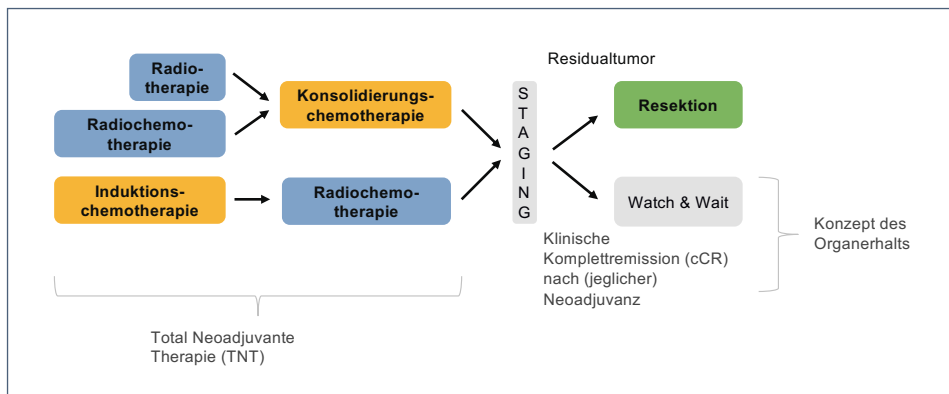 Radio-
therapie
Radiochemo-
therapie
Konsolidierungs-
chemotherapie
Induktions-
chemotherapie
Radiochemo-
therapie
Total Neoadjuvante
Therapie (TNT)
STAGING
Residualtumor
Resektion
Watch & Wait
Klinische
Komplettremission (cCR)
nach (jeglicher)
Neoadjuvanz
Konzept des
Organerhalts